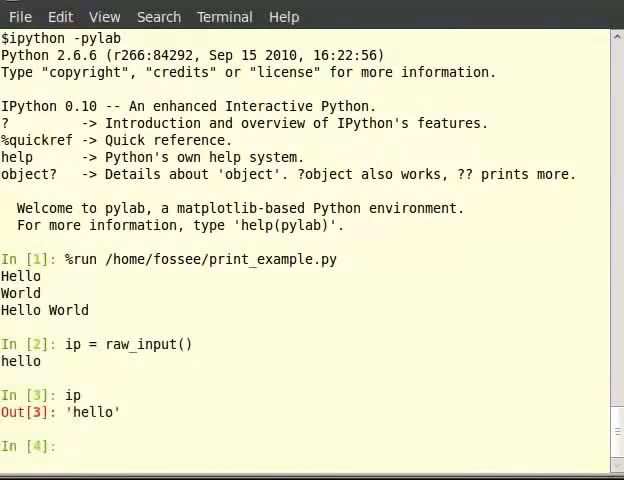 File Edit View Search Terminal Help
$ipython -pylab
Python 2.6.6 (r266:84292, Sep 15 2010, 16:22:56)
Type "copyright", "credits" or "license" for more information.
IPython 0.10 -- An enhanced Interactive Python.
? -> Introduction and overview of IPython's features.
%quickref -> Quick reference.
help -> Python's own help system.
object? -> Details about 'object'. ?object also works, ?? prints more.
Welcome to pylab, a matplotlib-based Python environment.
For more information, type 'help(pylab)'.
In [1]: %run /home/fossee/print_example.py
Hello
World
Hello World
In [2]: ip = raw_input()
hello
In [3]: ip
Out[3]: 'hello'
In [4]: